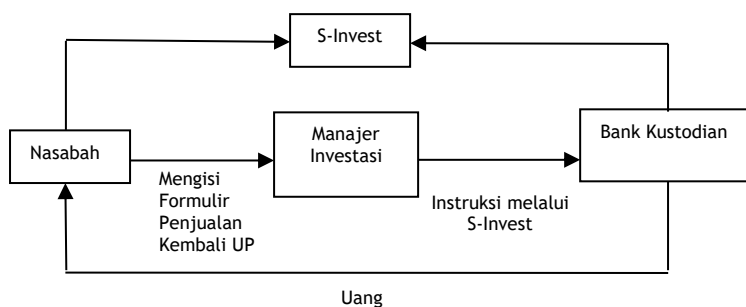 S-Invest
Nasabah
Manajer
Investasi
Bank Kustodian
Mengisi
Formulir
Penjualan
Kembali UP
Instruksi melalui
S-Invest
Uang